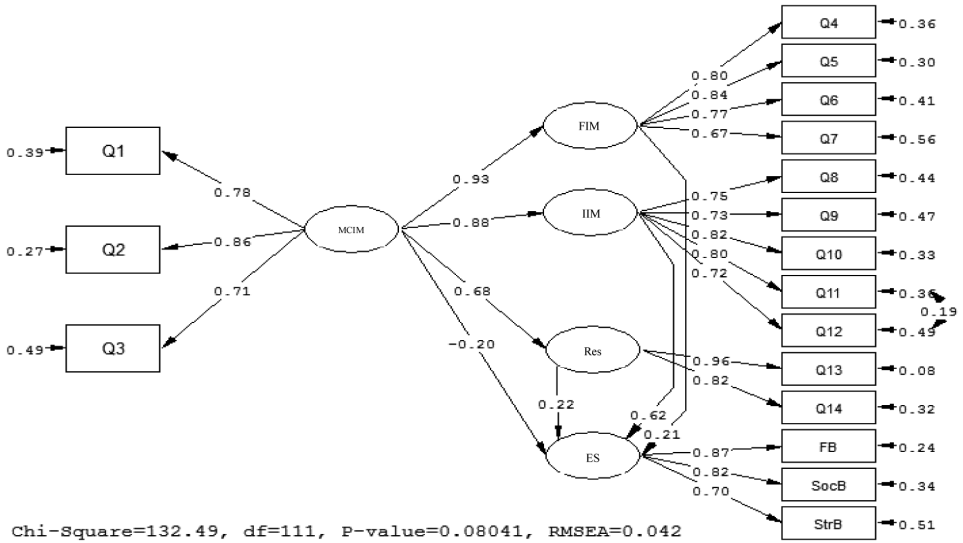 Q4
0.36
Q5
0.30
0.80
0.84
Q6
0.41
0.77
FIM
0.67
Q7
0.56
0.39
Q1
0.93
0.75
Q8
0.44
0.78
IIM
0.73
Q9
0.47
0.88
MCIM
0.82
Q10
0.33
0.27
Q2
0.86
0.80
0.72
0.71
0.68
Q11
0.36
0.19
Q12
0.49
-0.20
0.49
Q3
Res
0.96
Q13
0.08
0.82
Q14
0.32
0.22
0.62
0.21
FB
0.24
0.87
ES
0.82
SocB
0.34
0.70
StrB
0.51
Chi-Square=132.49, df=111, P-value=0.08041, RMSEA=0.042